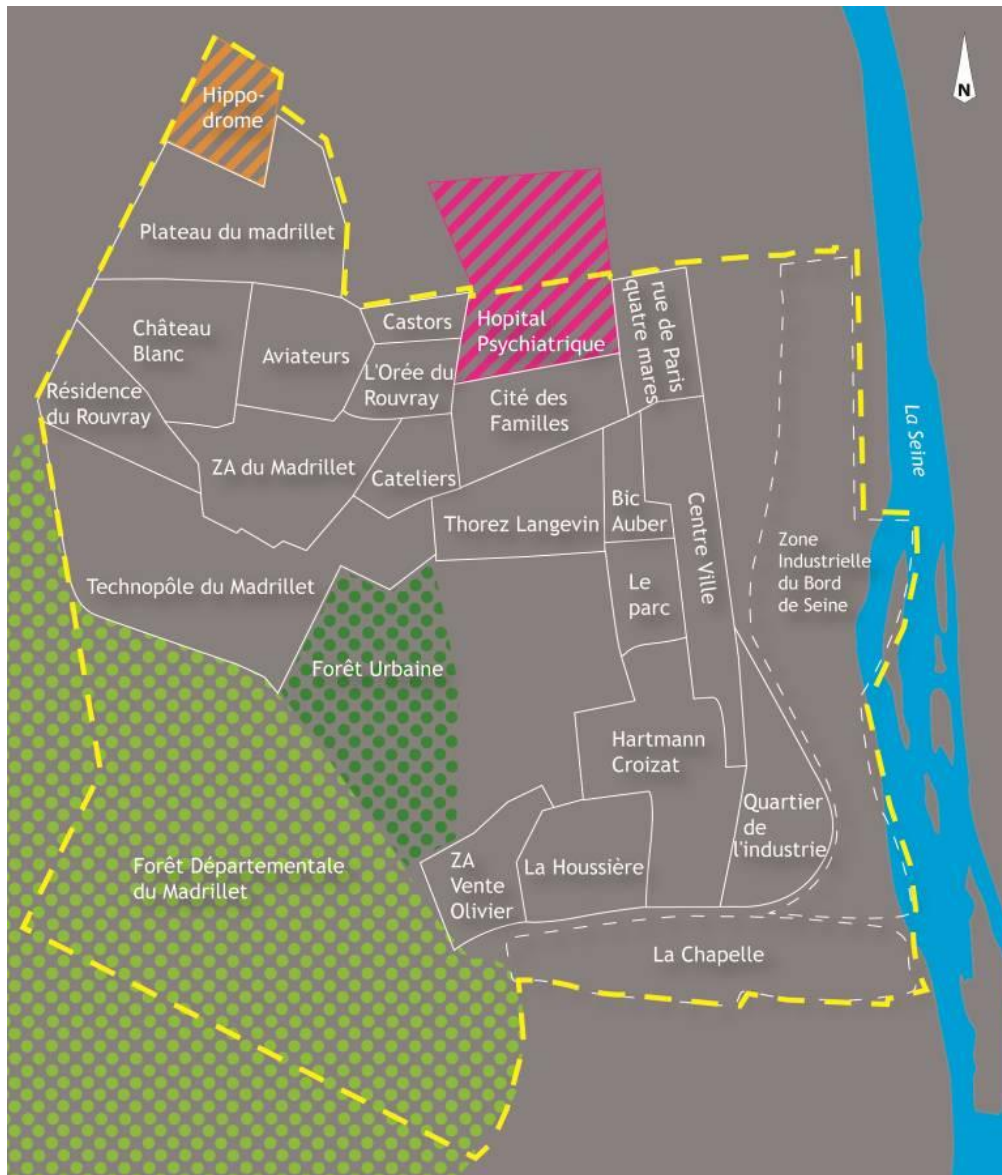 N
Hippo-
drome
Plateau du madrillet
Château
Blanc
Aviateurs
Castors
Hopital
Psychiatrique
rue de Paris
quatre mares
L'Orée du
Rouvray
Résidence
du Rouvray
Cité des
Familles
ZA du Madrillet
Cateliers
Thorez Langevin
Bic
Auber
Centre Ville
La Seine
Zone
Industrielle
du Bord
de Seine
Technopôle du Madrillet
Le
parc
Forêt Urbaine
Hartmann
Croizat
Quartier
de
l'industrie
Forêt Départementale
du Madrillet
ZA
Vente
Olivier
La Houssière
La Chapelle